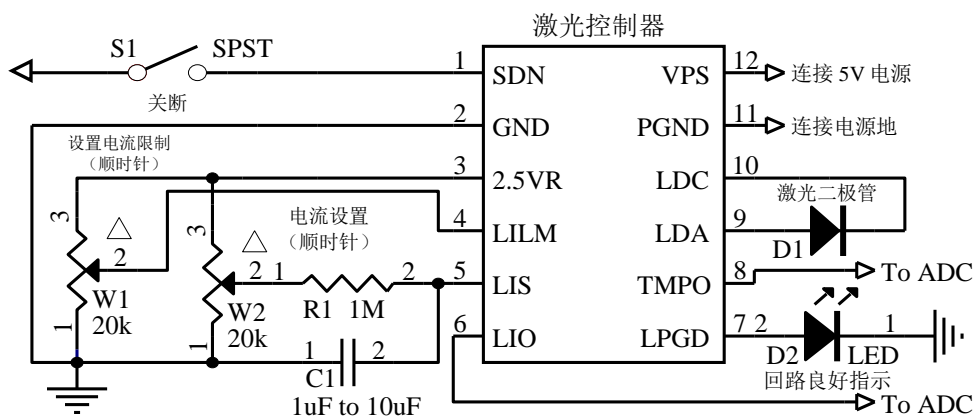 激光控制器
S1 SPST
关断
1 SDN VPS 12 连接 5V 电源
2 GND PGND 11 连接电源地
设置电流限制
（顺时针）
3 2.5VR LDC 10
激光二极管
4 LILM LDA 9
D1
3 2 W1 20k 1
电流设置
（顺时针）
3 2 W2 20k 1
1 R1 1M 2
5 LIS TMPO 8 To ADC
6 LIO LPGD 7 2 1
D2 LED
回路良好指示
1 C1 2
1uF to 10uF
To ADC